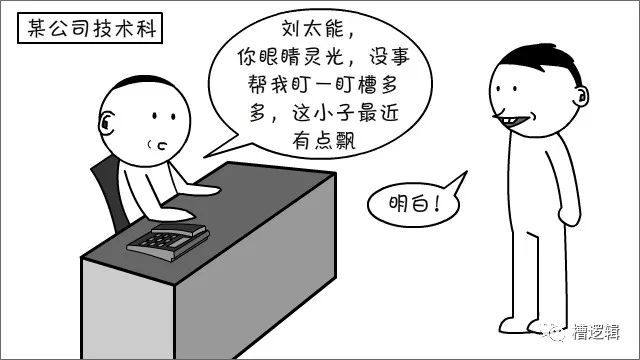 某公司技术科
刘太能，
你眼睛灵光，没事
帮我盯一盯槽多
多，这小子最近
有点飘
明白！
槽逻辑